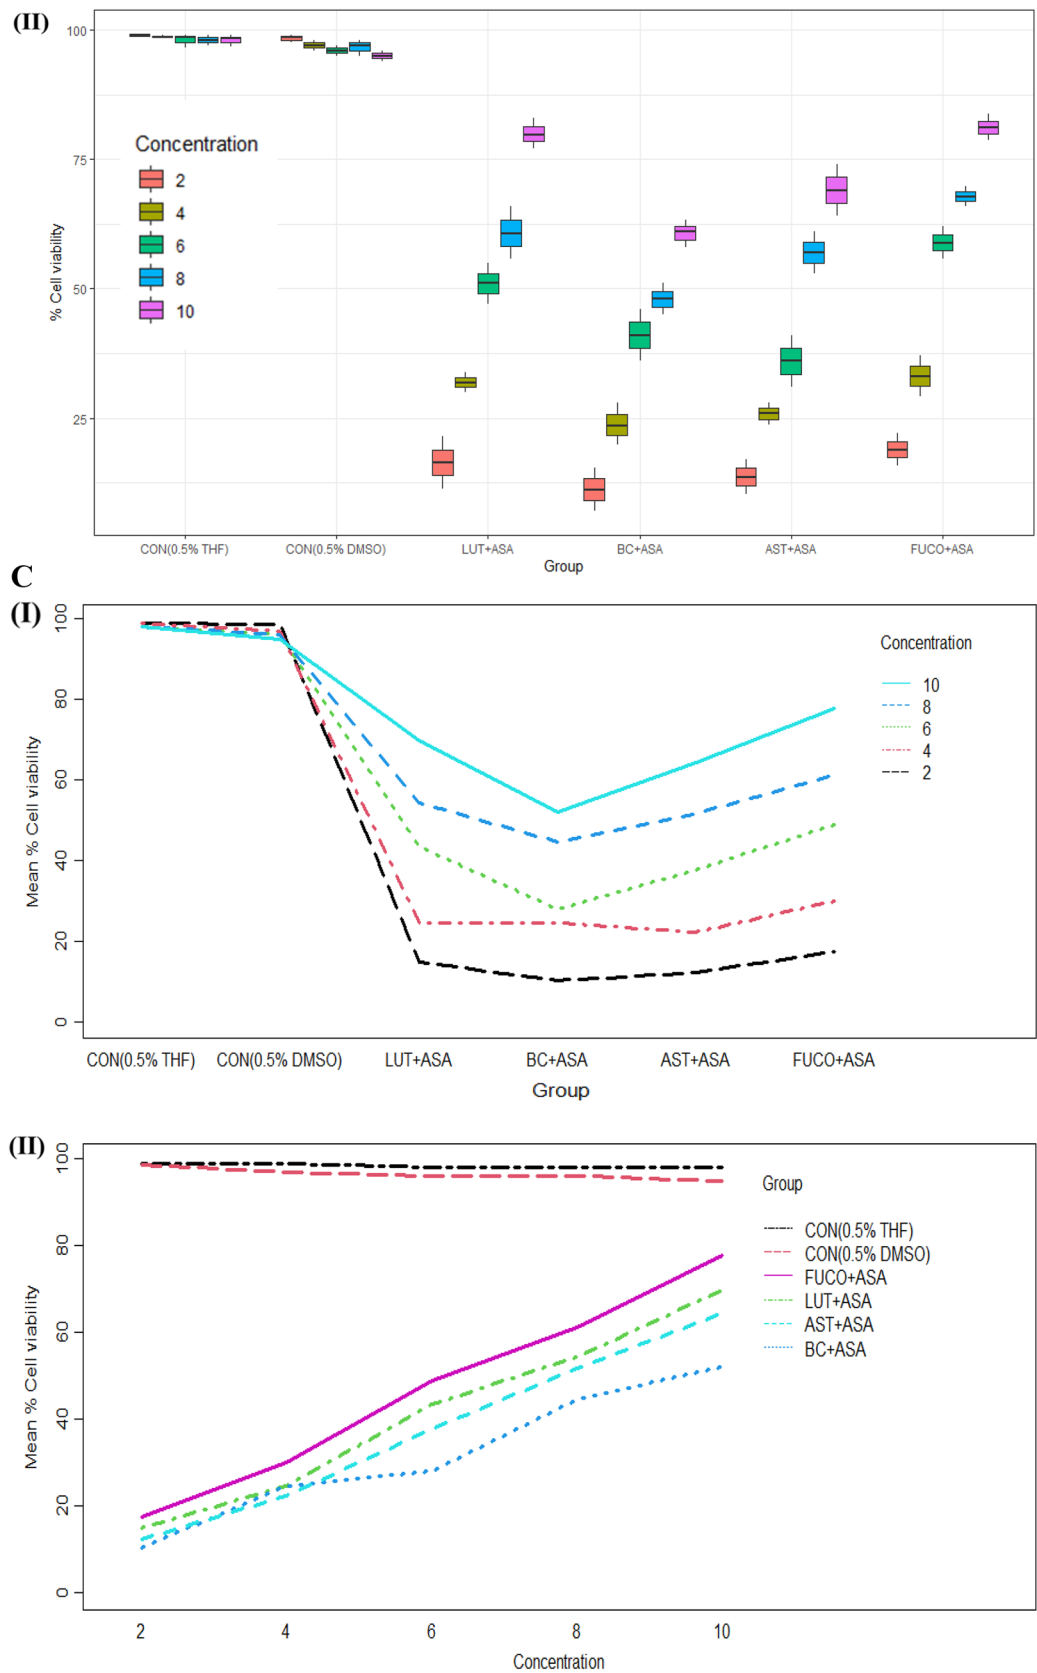 (II)
100
75
50
25
% Cell viability
Concentration
2
4
6
8
10
CON(0.5% THF) CON(0.5% DMSO) LUT+ASA BC+ASA AST+ASA FUCO+ASA
Group
C
(I)
100
80
60
40
20
0
Mean % Cell viability
Concentration
10
8
6
4
2
CON(0.5% THF) CON(0.5% DMSO) LUT+ASA BC+ASA AST+ASA FUCO+ASA
Group
(II)
100
80
60
40
20
0
Mean % Cell viability
Group
CON(0.5% THF)
CON(0.5% DMSO)
FUCO+ASA
LUT+ASA
AST+ASA
BC+ASA
2 4 6 8 10
Concentration